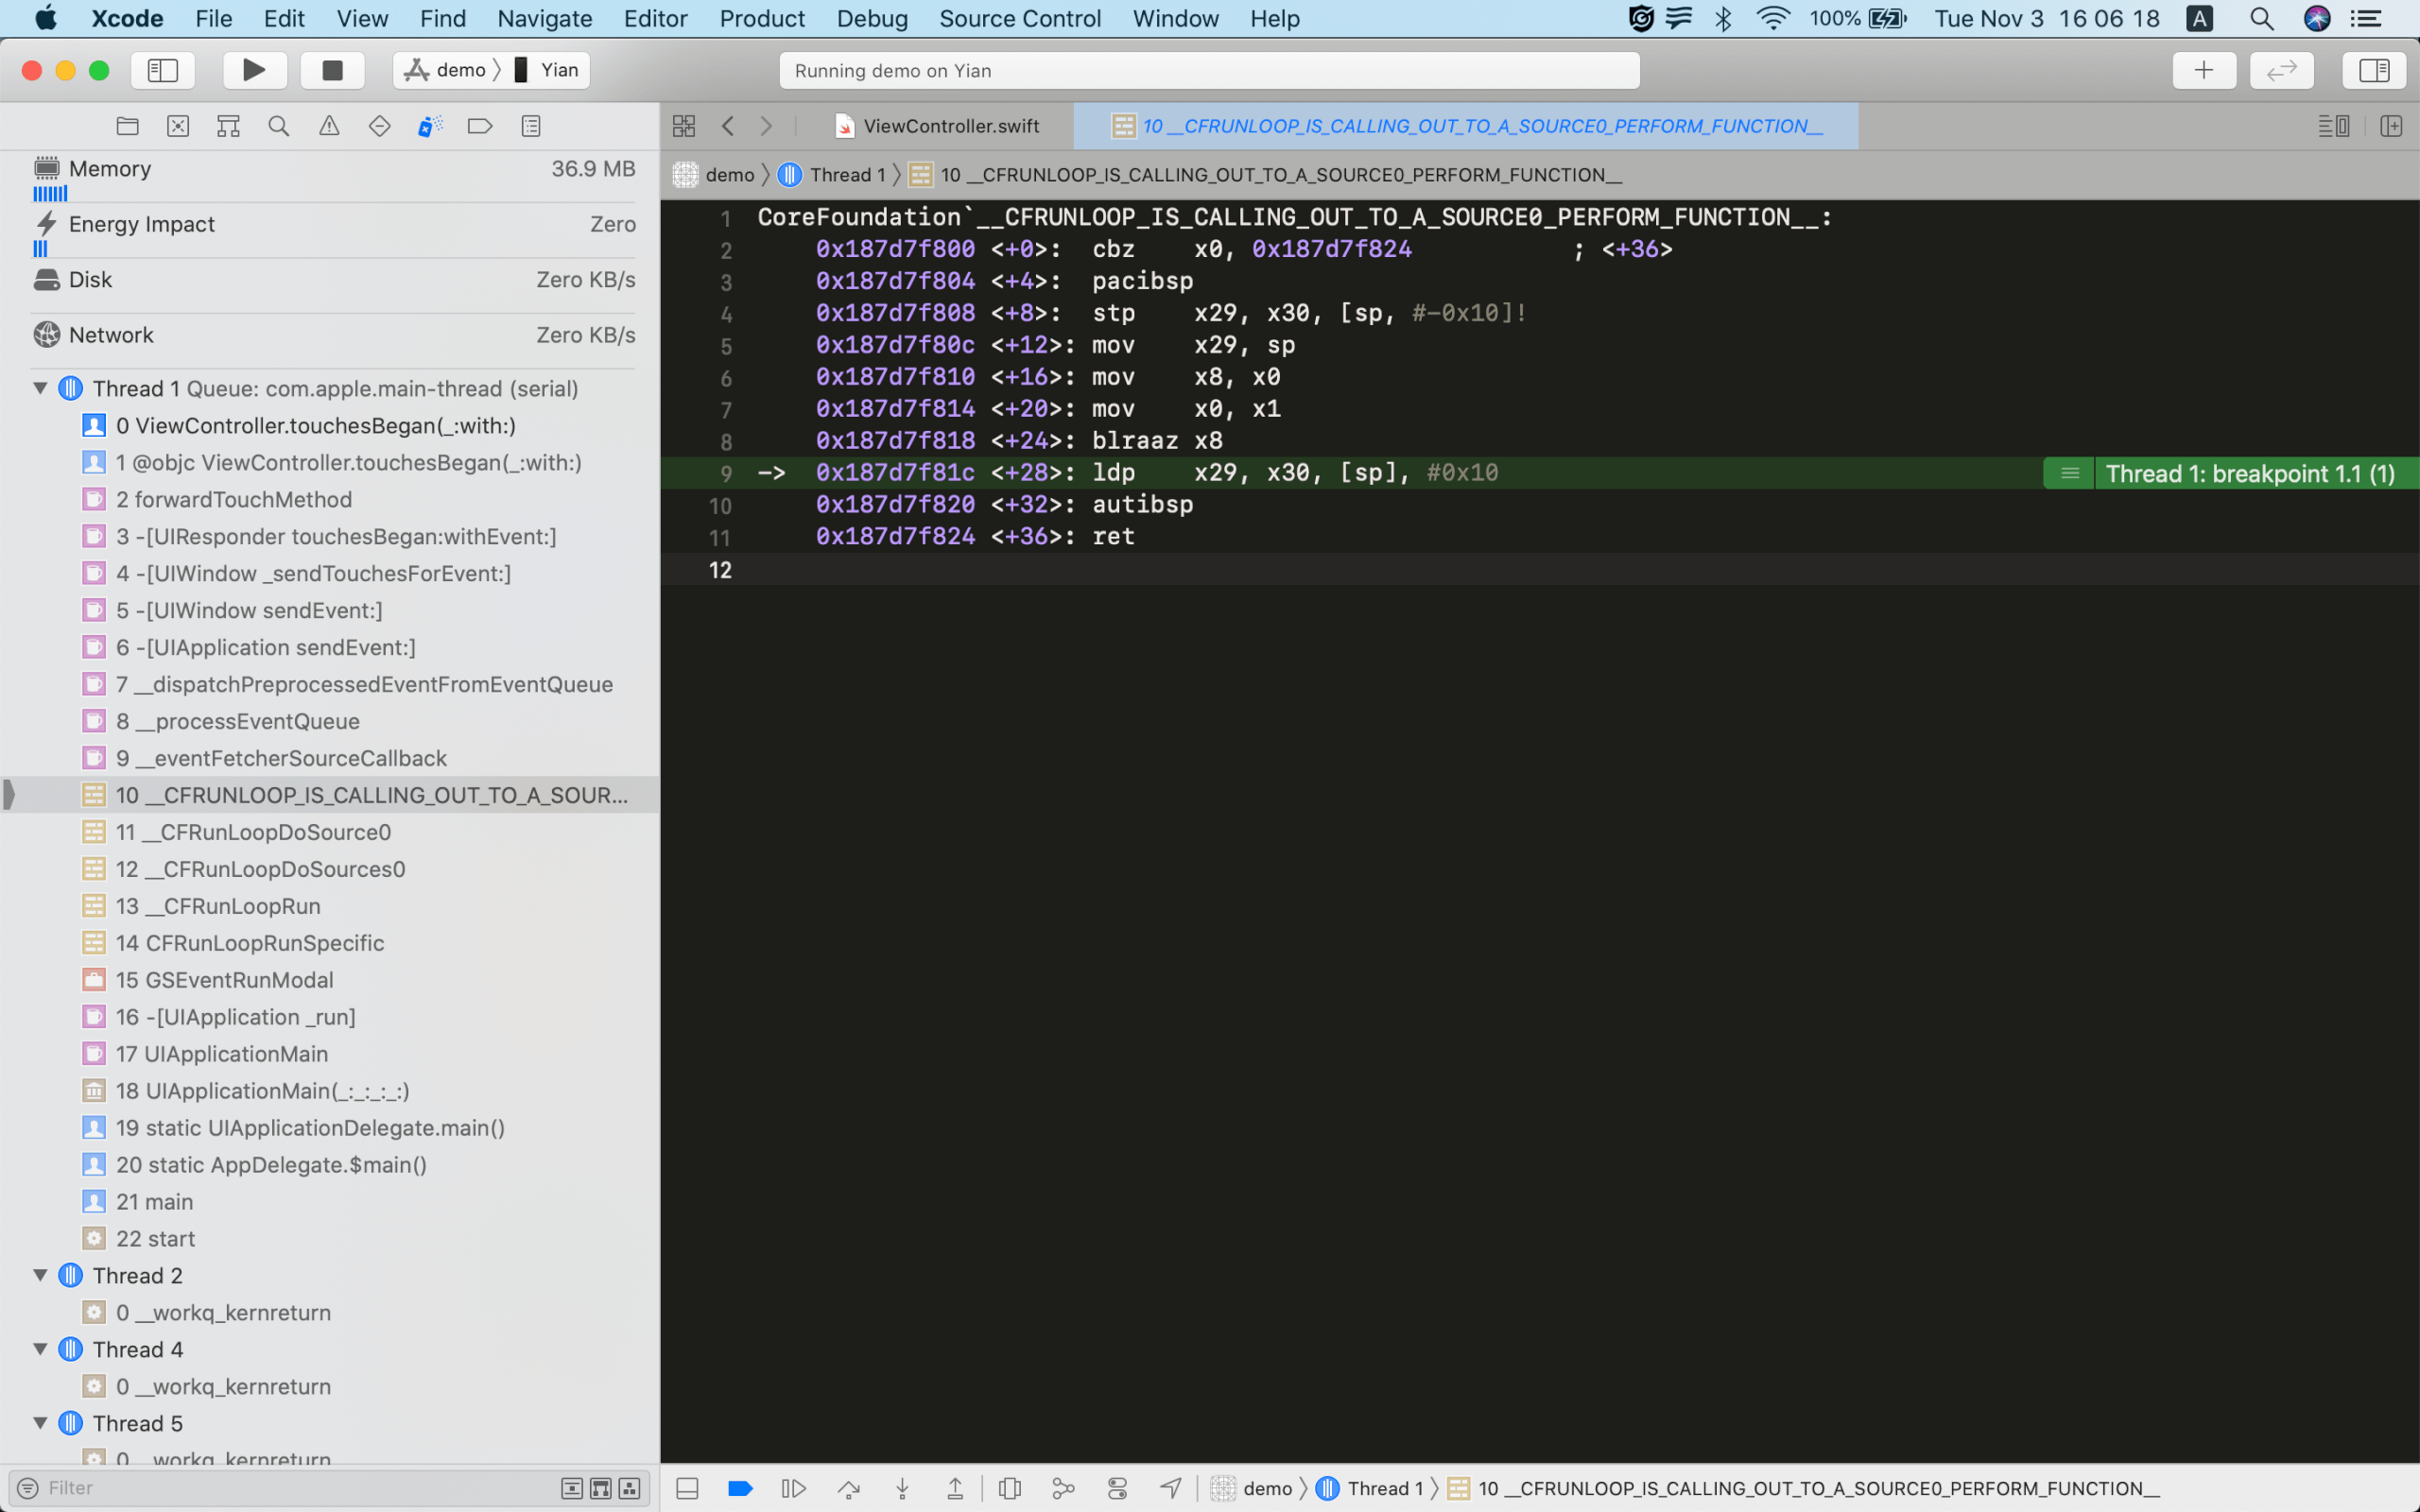 Xcode File Edit View Find Navigate Editor Product Debug Source Control Window Help 100% Tue Nov 3 16 06 18 A
demo Yian
Running demo on Yian
ViewController.swift
10 __CFRUNLOOP_IS_CALLING_OUT_TO_A_SOURCE0_PERFORM_FUNCTION__
demo Thread 1 10 __CFRUNLOOP_IS_CALLING_OUT_TO_A_SOURCE0_PERFORM_FUNCTION__
Memory 36.9 MB
Energy Impact Zero
Disk Zero KB/s
Network Zero KB/s
Thread 1 Queue: com.apple.main-thread (serial)
0 ViewController.touchesBegan(_:with:)
1 @objc ViewController.touchesBegan(_:with:)
2 forwardTouchMethod
3 -[UIResponder touchesBegan:withEvent:]
4 -[UIWindow _sendTouchesForEvent:]
5 -[UIWindow sendEvent:]
6 -[UIApplication sendEvent:]
7 __dispatchPreprocessedEventFromEventQueue
8 __processEventQueue
9 __eventFetcherSourceCallback
10 __CFRUNLOOP_IS_CALLING_OUT_TO_A_SOUR...
11 __CFRunLoopDoSource0
12 __CFRunLoopDoSources0
13 __CFRunLoopRun
14 CFRunLoopRunSpecific
15 GSEventRunModal
16 -[UIApplication _run]
17 UIApplicationMain
18 UIApplicationMain(_:_:_:_:)
19 static UIApplicationDelegate.main()
20 static AppDelegate.$main()
21 main
22 start
Thread 2
0 __workq_kernreturn
Thread 4
0 __workq_kernreturn
Thread 5
0 __workq_kernreturn
Filter
1 CoreFoundation`__CFRUNLOOP_IS_CALLING_OUT_TO_A_SOURCE0_PERFORM_FUNCTION__:
2 0x187d7f800 <+0>: cbz x0, 0x187d7f824 ; <+36>
3 0x187d7f804 <+4>: pacibsp
4 0x187d7f808 <+8>: stp x29, x30, [sp, #-0x10]!
5 0x187d7f80c <+12>: mov x29, sp
6 0x187d7f810 <+16>: mov x8, x0
7 0x187d7f814 <+20>: mov x0, x1
8 0x187d7f818 <+24>: blraaz x8
9 -> 0x187d7f81c <+28>: ldp x29, x30, [sp], #0x10 Thread 1: breakpoint 1.1 (1)
10 0x187d7f820 <+32>: autibsp
11 0x187d7f824 <+36>: ret
12
demo Thread 1 10 __CFRUNLOOP_IS_CALLING_OUT_TO_A_SOURCE0_PERFORM_FUNCTION__